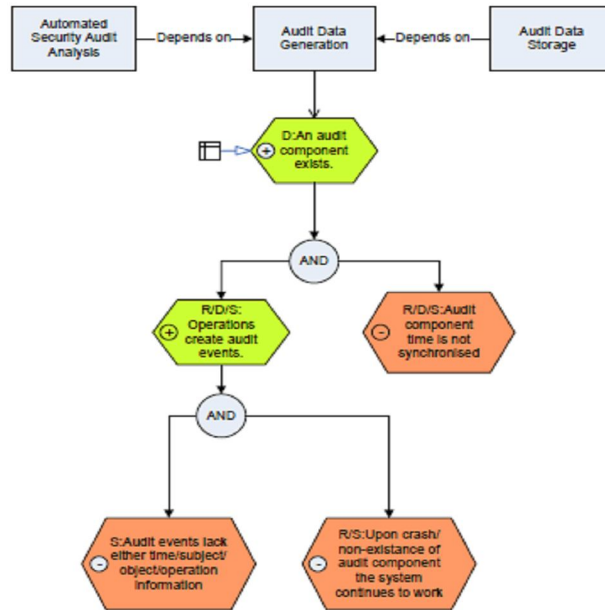 Automated
Security Audit
Analysis
Depends on
Audit Data
Generation
Depends on
Audit Data
Storage
D:An audit
component
exists.
AND
R/D/S:
Operations
create audit
events.
R/D/S:Audit
component
time is not
synchronised
AND
S:Audit events lack
either time/subject/
object/operation
information
R/S:Upon crash/
non-existance of
audit component
the system
continues to work